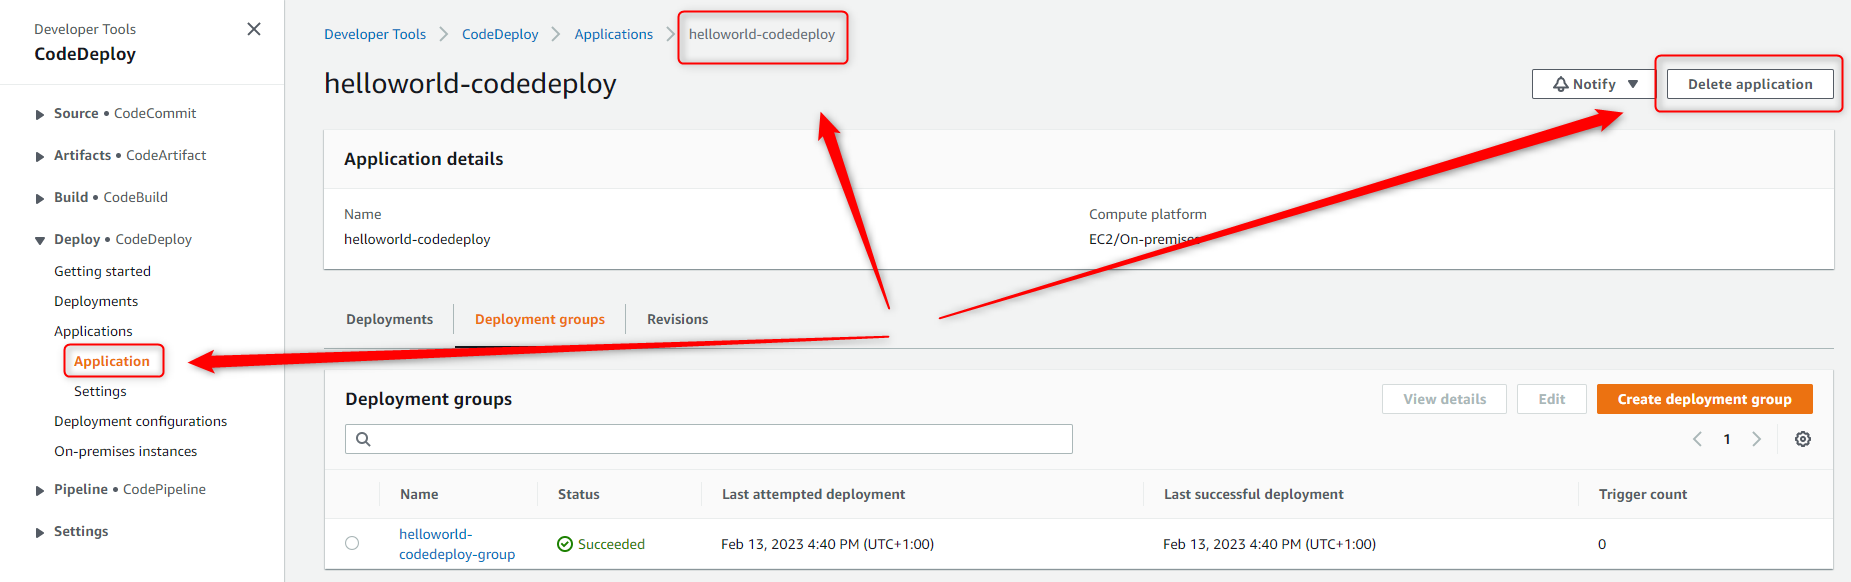 Developer Tools
CodeDeploy
Source • CodeCommit
Artifacts • CodeArtifact
Build • CodeBuild
Deploy • CodeDeploy
Getting started
Deployments
Applications
Application
Settings
Deployment configurations
On-premises instances
Pipeline • CodePipeline
Settings
Developer Tools > CodeDeploy > Applications > helloworld-codedeploy
helloworld-codedeploy
Notify ▼ Delete application
Application details
Name Compute platform
helloworld-codedeploy EC2/On-premises
Deployments Deployment groups Revisions
Deployment groups View details Edit Create deployment group
< 1 >
Name Status Last attempted deployment Last successful deployment Trigger count
helloworld-
codedeploy-group Succeeded Feb 13, 2023 4:40 PM (UTC+1:00) Feb 13, 2023 4:40 PM (UTC+1:00) 0